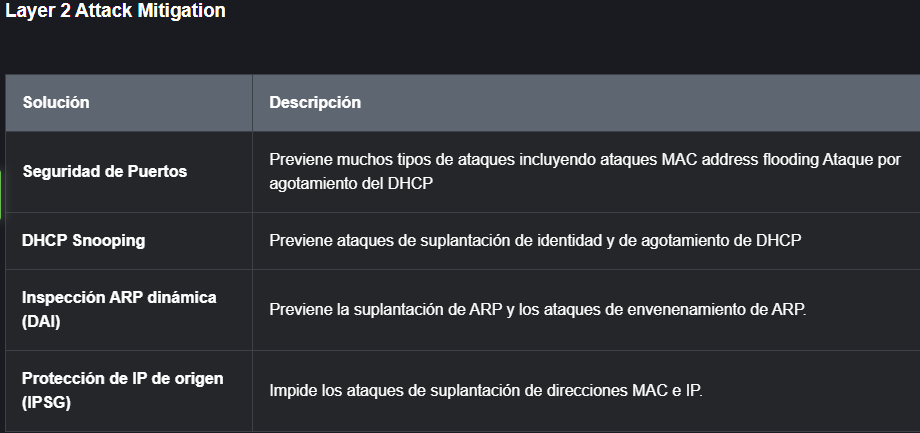 Layer 2 Attack Mitigation
Solución
Descripción
Seguridad de Puertos
Previene muchos tipos de ataques incluyendo ataques MAC address flooding Ataque por
agotamiento del DHCP
DHCP Snooping
Previene ataques de suplantación de identidad y de agotamiento de DHCP
Inspección ARP dinámica
(DAI)
Previene la suplantación de ARP y los ataques de envenenamiento de ARP.
Protección de IP de origen
(IPSG)
Impide los ataques de suplantación de direcciones MAC e IP.